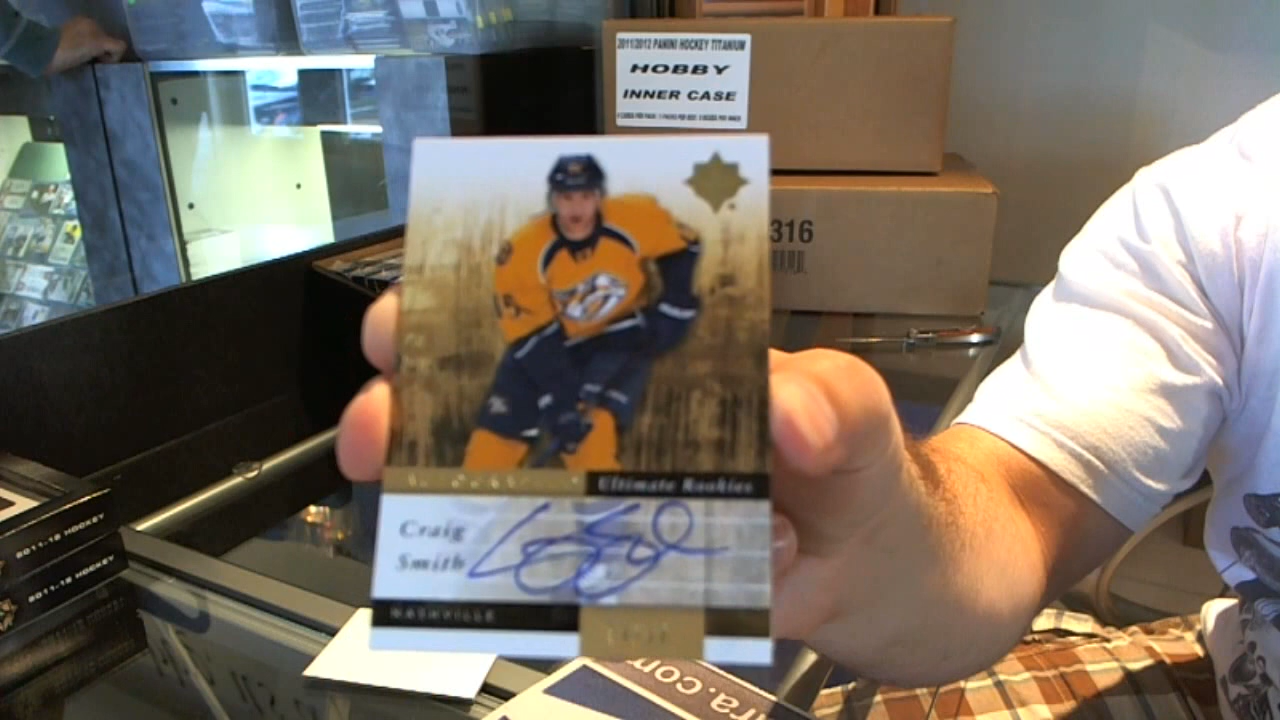 2011/2012 PANINI HOCKEY TITANIUM
HOBBY
INNER CASE
316
Ultimate Rookies
Craig
Smith
NASHVILLE
2011-12 HOCKEY
2011-12 HOCKEY
ra.com